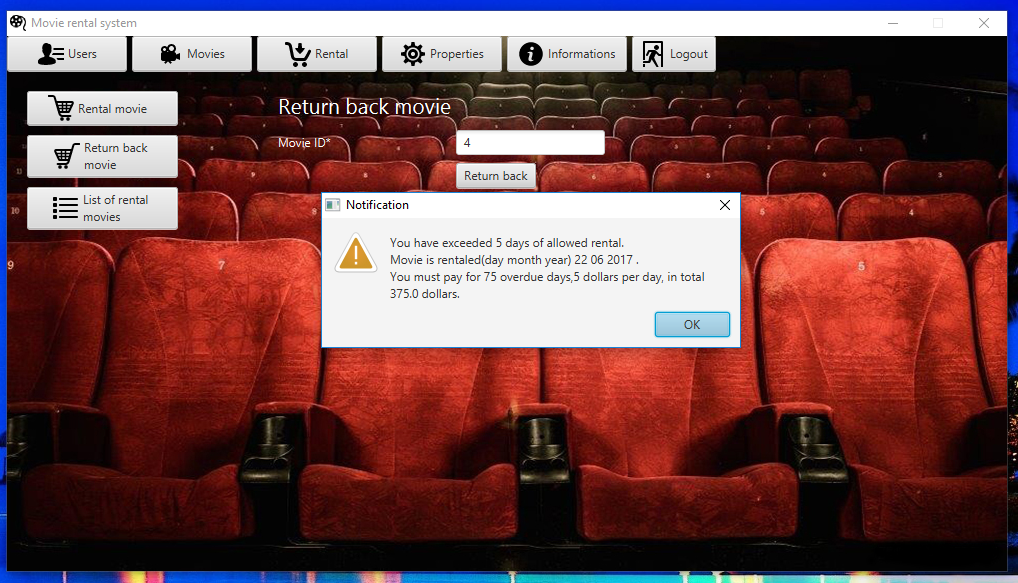 Movie rental system
Users
Movies
Rental
Properties
Informations
Logout
Rental movie
Return back
movie
List of rental
movies
Return back movie
Movie ID*
4
Return back
Notification
You have exceeded 5 days of allowed rental.
Movie is rentaled(day month year) 22 06 2017 .
You must pay for 75 overdue days,5 dollars per day, in total
375.0 dollars.
OK
10
9
7
5
5
4